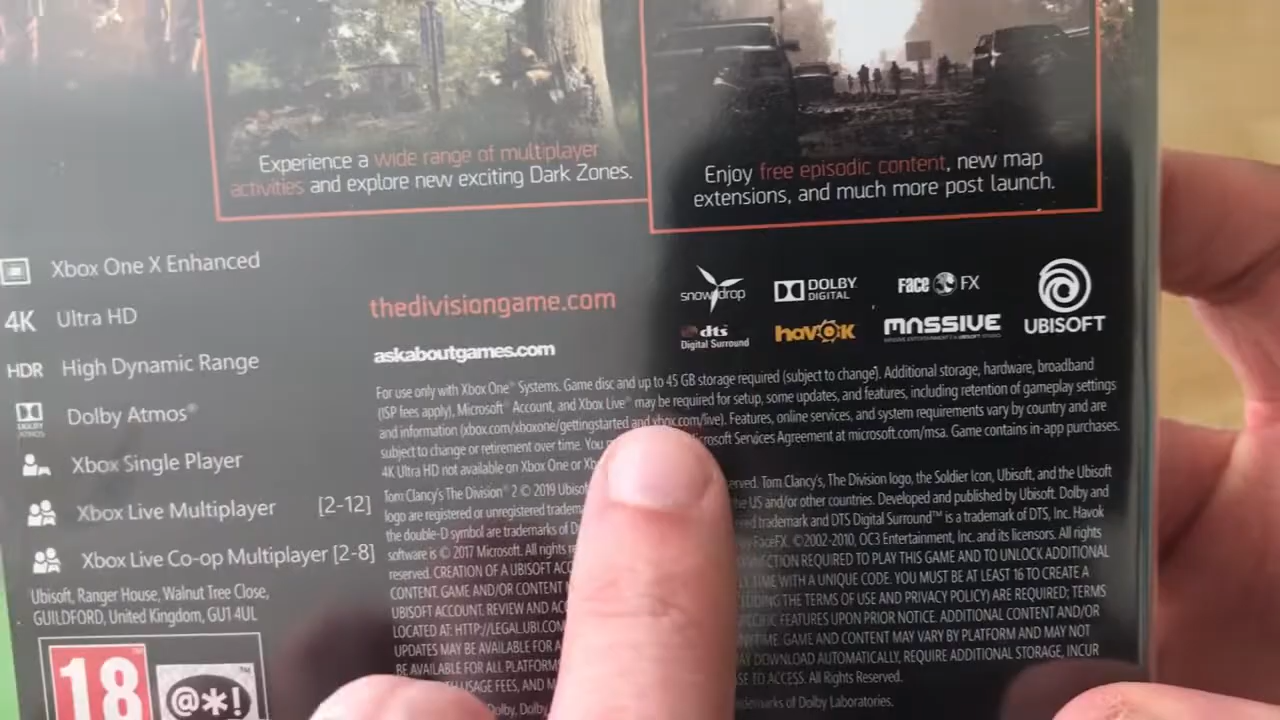 Experience a wide range of multiplayer
activities and explore new exciting Dark Zones.
Enjoy free episodic content, new map
extensions, and much more post launch.
Xbox One X Enhanced
4K Ultra HD
HDR High Dynamic Range
DOLBY ATMOS Dolby Atmos®
Xbox Single Player
Xbox Live Multiplayer [2-12]
Xbox Live Co-op Multiplayer [2-8]
Ubisoft, Ranger House, Walnut Tree Close,
GUILDFORD, United Kingdom, GU1 4UL
18
@*!
thedivisiongame.com
askaboutgames.com
snowdrop
DOLBY DIGITAL
FACE FX
UBISOFT
dts Digital Surround
havok
MASSIVE
For use only with Xbox One® Systems. Game disc and up to 45 GB storage required (subject to change). Additional storage, hardware, broadband
(ISP fees apply), Microsoft® Account, and Xbox Live® may be required for setup, some updates, and features, including retention of gameplay settings
and information (xbox.com/xboxone/gettingstarted and xbox.com/live). Features, online services, and system requirements vary by country and are
subject to change or retirement over time. You Services Agreement at microsoft.com/msa. Game contains in-app purchases.
4K Ultra HD not available on Xbox One or
Tom Clancy's The Division® 2 © 2019 Tom Clancy's, The Division logo, the Soldier Icon, Ubisoft, and the Ubisoft
logo are registered or unregistered US and/or other countries. Developed and published by Ubisoft. Dolby and
the double-D symbol are trademarks of trademark and DTS Digital Surround™ is a trademark of DTS, Inc. Havok
software is © 2017 Microsoft. All rights FaceFX. ©2002-2010, OC3 Entertainment, Inc. and its licensors. All rights
reserved. CREATION OF A UBISOFT REQUIRED TO PLAY THIS GAME AND TO UNLOCK ADDITIONAL
CONTENT. GAME AND/OR CONTENT TIME WITH A UNIQUE CODE. YOU MUST BE AT LEAST 16 TO CREATE A
UBISOFT ACCOUNT. REVIEW AND THE TERMS OF USE AND PRIVACY POLICY) ARE REQUIRED; TERMS
LOCATED AT: HTTP://LEGAL.UBI.COM FEATURES UPON PRIOR NOTICE. ADDITIONAL CONTENT AND/OR
UPDATES MAY BE AVAILABLE FOR GAME AND CONTENT MAY VARY BY PLATFORM AND MAY NOT
BE AVAILABLE FOR ALL DOWNLOAD AUTOMATICALLY, REQUIRE ADDITIONAL STORAGE, INCUR
USAGE FEES, AND TO ACCESS. All Rights Reserved.
Dolby, of Dolby Laboratories.